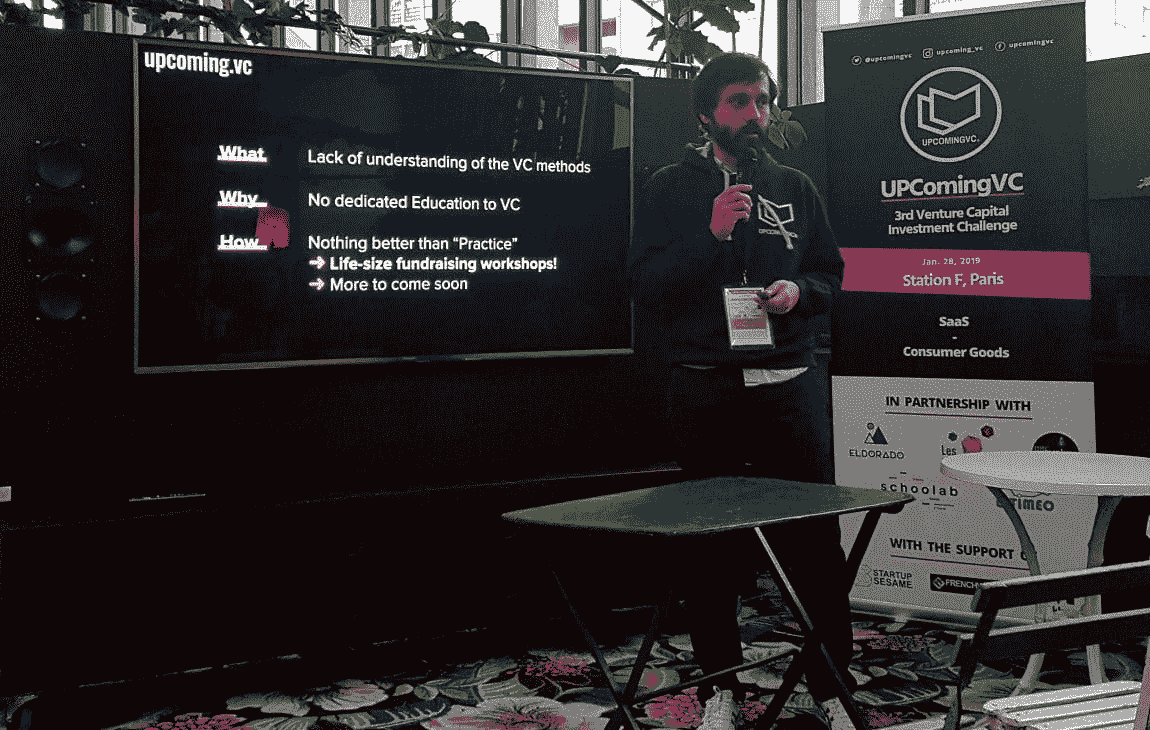 upcoming.vc
What
Lack of understanding of the VC methods
Why
No dedicated Education to VC
How
Nothing better than “Practice”
→ Life-size fundraising workshops!
→ More to come soon
@upcomingvc
upcoming_vc
upcomingvc
UPCOMINGVC.
UPComingVC
3rd Venture Capital
Investment Challenge
Jan. 28, 2019
Station F, Paris
SaaS
-
Consumer Goods
IN PARTNERSHIP WITH
ELDORADO
Les
schoolab
TIMEO
WITH THE SUPPORT
STARTUP
SESAME
FRENCH